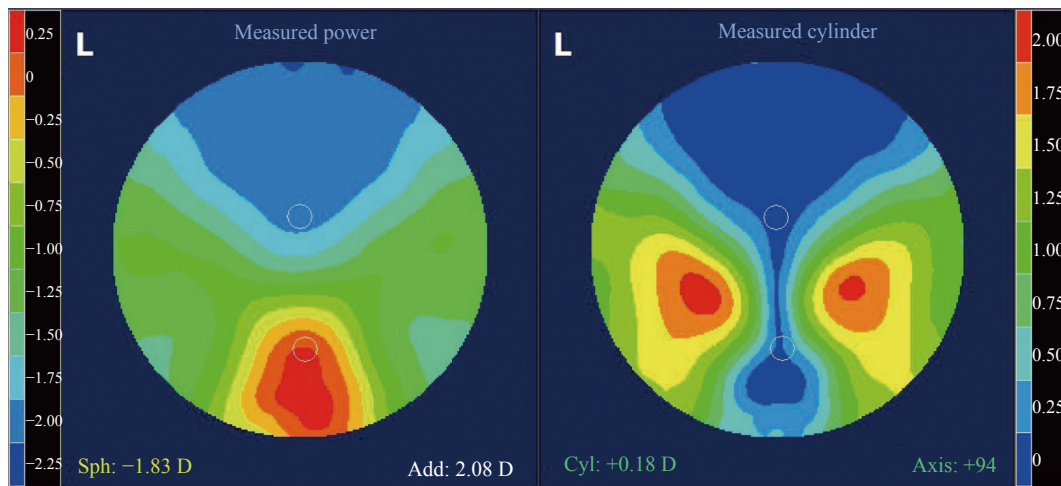 L
Measured power
0.25
0
−0.25
−0.50
−0.75
−1.00
−1.25
−1.50
−1.75
−2.00
−2.25
Sph: −1.83 D
Add: 2.08 D
L
Measured cylinder
2.00
1.75
1.50
1.25
1.00
0.75
0.50
0.25
0
Cyl: +0.18 D
Axis: +94